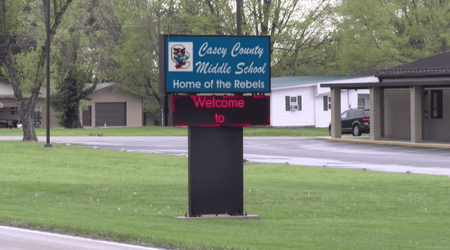 Casey County
Middle School
Home of the Rebels
Welcome
to